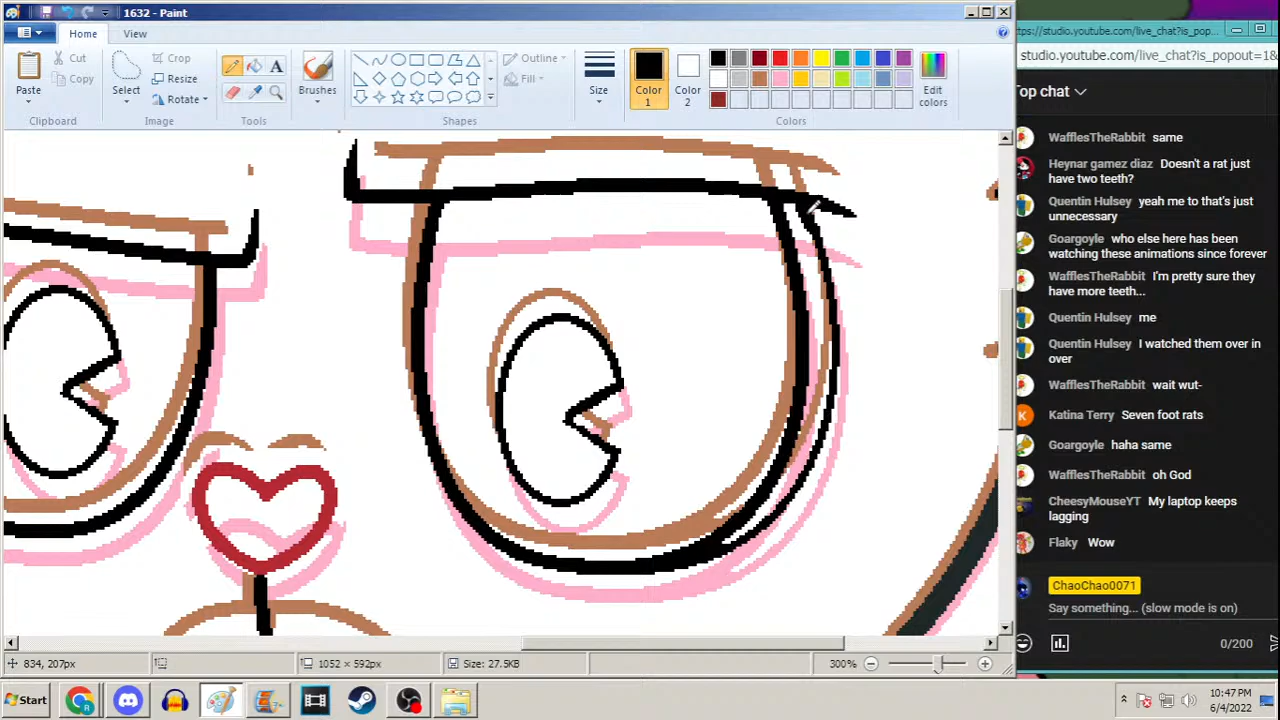 1632 - Paint
ttps://studio.youtube.com/live_chat?is_pop...
Home View
studio.youtube.com/live_chat?is_popout=1&
Paste
Cut
Copy
Clipboard
Select
Crop
Resize
Rotate
Image
Tools
Brushes
Outline
Fill
Shapes
Size
Color 1
Color 2
Edit colors
Colors
Top chat
WafflesTheRabbit same
Heynar gamez diaz Doesn't a rat just
have two teeth?
Quentin Hulsey yeah me to that's just
unnecessary
Goargoyle who else here has been
watching these animations since forever
WafflesTheRabbit I'm pretty sure they
have more teeth...
Quentin Hulsey me
Quentin Hulsey I watched them over in
over
WafflesTheRabbit wait wut-
K Katina Terry Seven foot rats
Goargoyle haha same
WafflesTheRabbit oh God
CheesyMouseYT My laptop keeps
lagging
Flaky Wow
ChaoChao0071
Say something... (slow mode is on)
0/200
834, 207px
1052 × 592px
Size: 27.5KB
300%
Start
10:47 PM
6/4/2022